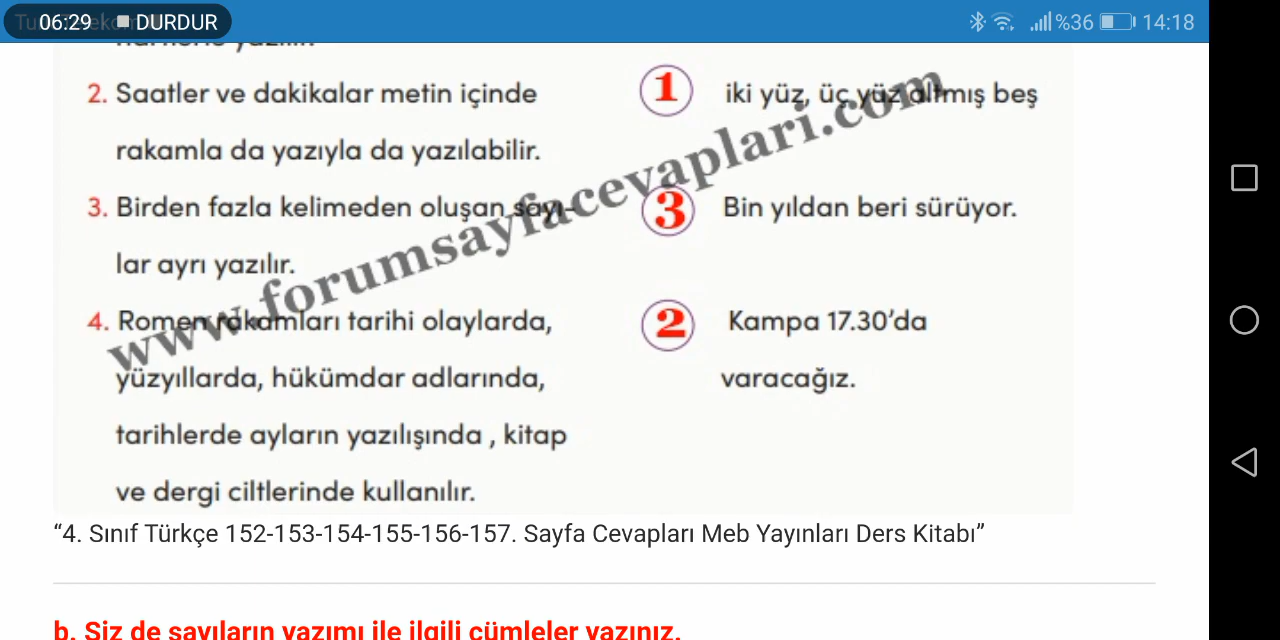 06:29 DURDUR %36 14:18
2. Saatler ve dakikalar metin içinde
rakamla da yazıyla da yazılabilir.
3. Birden fazla kelimeden oluşan sayı-
lar ayrı yazılır.
4. Romen rakamları tarihi olaylarda,
yüzyıllarda, hükümdar adlarında,
tarihlerde ayların yazılışında , kitap
ve dergi ciltlerinde kullanılır.
1 iki yüz, üç yüz altmış beş
3 Bin yıldan beri sürüyor.
2 Kampa 17.30’da
varacağız.
www.forumsayfacevaplari.com
“4. Sınıf Türkçe 152-153-154-155-156-157. Sayfa Cevapları Meb Yayınları Ders Kitabı”
b. Siz de sayıların yazımı ile ilgili cümleler yazınız.